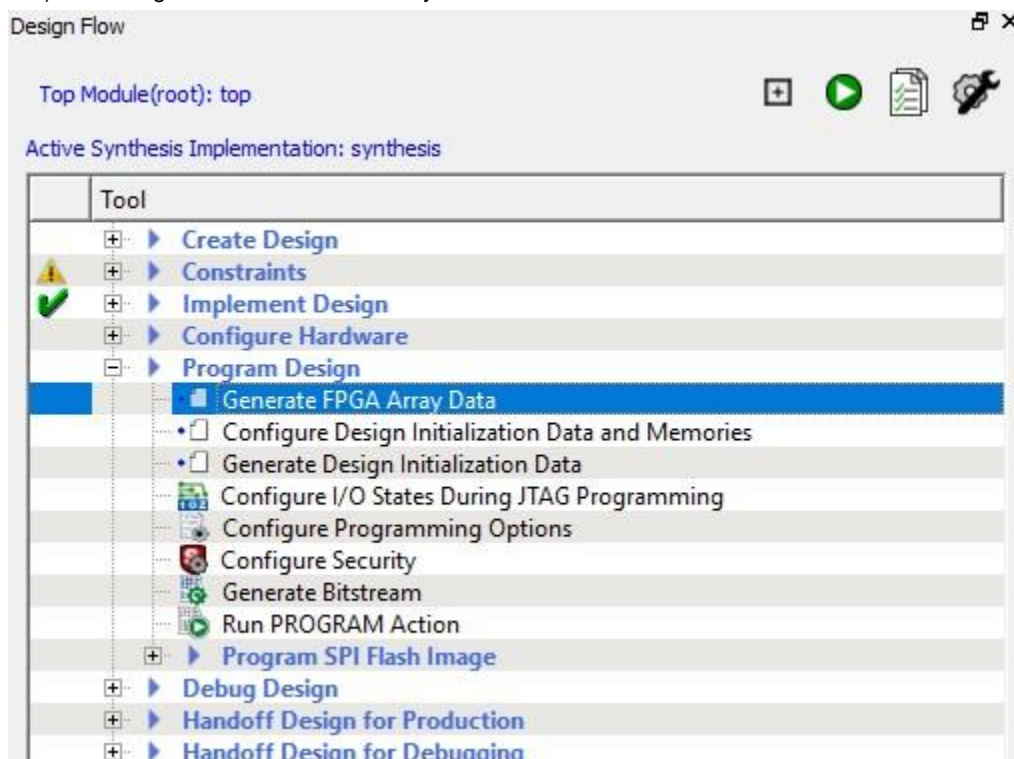 Design Flow
Top Module(root): top
Active Synthesis Implementation: synthesis
Tool
Create Design
Constraints
Implement Design
Configure Hardware
Program Design
Generate FPGA Array Data
Configure Design Initialization Data and Memories
Generate Design Initialization Data
Configure I/O States During JTAG Programming
Configure Programming Options
Configure Security
Generate Bitstream
Run PROGRAM Action
Program SPI Flash Image
Debug Design
Handoff Design for Production
Handoff Design for Debugging